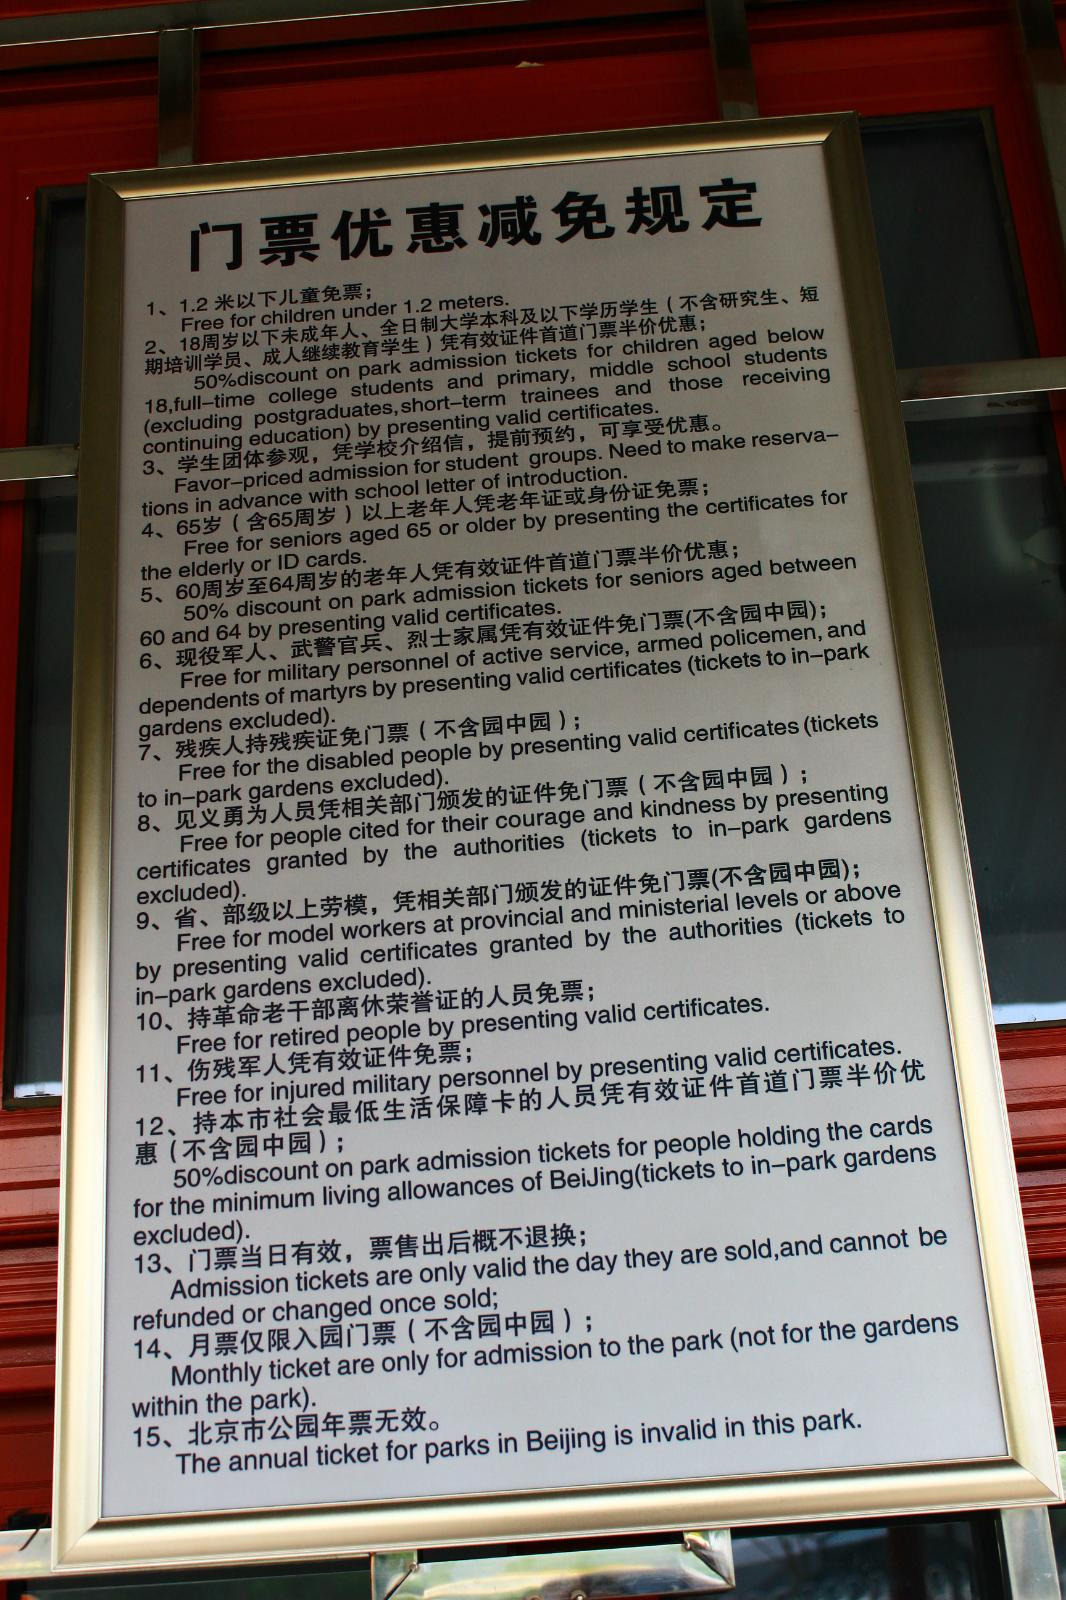 门票优惠减免规定
1、1.2 米以下儿童免票；
Free for children under 1.2 meters.
2、18周岁以下未成年人、全日制大学本科及以下学历学生（不含研究生、短
期培训学员、成人继续教育学生）凭有效证件首道门票半价优惠；
50%discount on park admission tickets for children aged below
18,full-time college students and primary, middle school students
(excluding postgraduates,short-term trainees and those receiving
continuing education) by presenting valid certificates.
3、学生团体参观，凭学校介绍信，提前预约，可享受优惠。
Favor-priced admission for student groups. Need to make reserva-
tions in advance with school letter of introduction.
4、65岁（含65周岁）以上老年人凭老年证或身份证免票；
Free for seniors aged 65 or older by presenting the certificates for
the elderly or ID cards.
5、60周岁至64周岁的老年人凭有效证件首道门票半价优惠；
50% discount on park admission tickets for seniors aged between
60 and 64 by presenting valid certificates.
6、现役军人、武警官兵、烈士家属凭有效证件免门票(不含园中园)；
Free for military personnel of active service, armed policemen, and
dependents of martyrs by presenting valid certificates (tickets to in-park
gardens excluded).
7、残疾人持残疾证免门票（不含园中园）；
Free for the disabled people by presenting valid certificates (tickets
to in-park gardens excluded).
8、见义勇为人员凭相关部门颁发的证件免门票（不含园中园）；
Free for people cited for their courage and kindness by presenting
certificates granted by the authorities (tickets to in-park gardens
excluded).
9、省、部级以上劳模，凭相关部门颁发的证件免门票(不含园中园)；
Free for model workers at provincial and ministerial levels or above
by presenting valid certificates granted by the authorities (tickets to
in-park gardens excluded).
10、持革命老干部离休荣誉证的人员免票；
Free for retired people by presenting valid certificates.
11、伤残军人凭有效证件免票；
Free for injured military personnel by presenting valid certificates.
12、持本市社会最低生活保障卡的人员凭有效证件首道门票半价优
惠（不含园中园）；
50%discount on park admission tickets for people holding the cards
for the minimum living allowances of BeiJing(tickets to in-park gardens
excluded).
13、门票当日有效，票售出后概不退换；
Admission tickets are only valid the day they are sold,and cannot be
refunded or changed once sold;
14、月票仅限入园门票（不含园中园）；
Monthly ticket are only for admission to the park (not for the gardens
within the park).
15、北京市公园年票无效。
The annual ticket for parks in Beijing is invalid in this park.